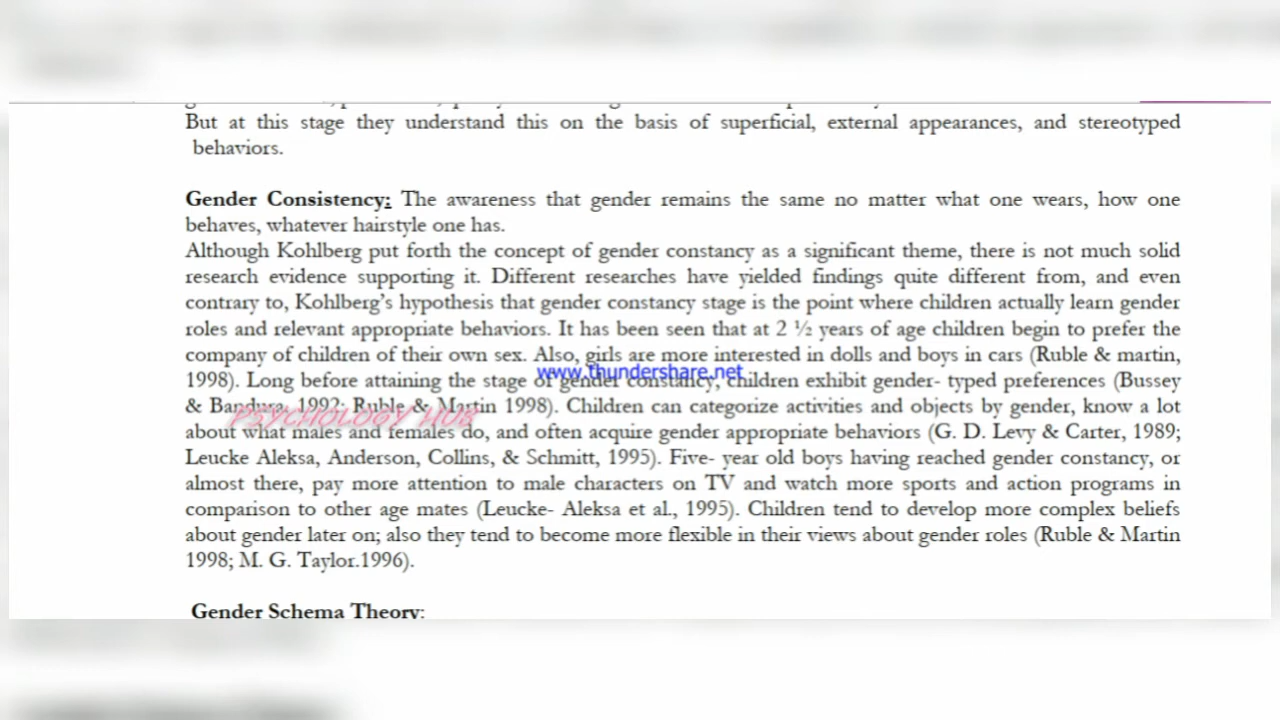 But at this stage they understand this on the basis of superficial, external appearances, and stereotyped
behaviors.
Gender Consistency: The awareness that gender remains the same no matter what one wears, how one
behaves, whatever hairstyle one has.
Although Kohlberg put forth the concept of gender constancy as a significant theme, there is not much solid
research evidence supporting it. Different researches have yielded findings quite different from, and even
contrary to, Kohlberg's hypothesis that gender constancy stage is the point where children actually learn gender
roles and relevant appropriate behaviors. It has been seen that at 2 ½ years of age children begin to prefer the
company of children of their own sex. Also, girls are more interested in dolls and boys in cars (Ruble & martin,
www.thundershare.net
1998). Long before attaining the stage of gender constancy, children exhibit gender- typed preferences (Bussey
& Bandura, 1992; Ruble & Martin 1998). Children can categorize activities and objects by gender, know a lot
PSYCHOLOGY HUB
about what males and females do, and often acquire gender appropriate behaviors (G. D. Levy & Carter, 1989;
Leucke Aleksa, Anderson, Collins, & Schmitt, 1995). Five- year old boys having reached gender constancy, or
almost there, pay more attention to male characters on TV and watch more sports and action programs in
comparison to other age mates (Leucke- Aleksa et al., 1995). Children tend to develop more complex beliefs
about gender later on; also they tend to become more flexible in their views about gender roles (Ruble & Martin
1998; M. G. Taylor.1996).
Gender Schema Theory: